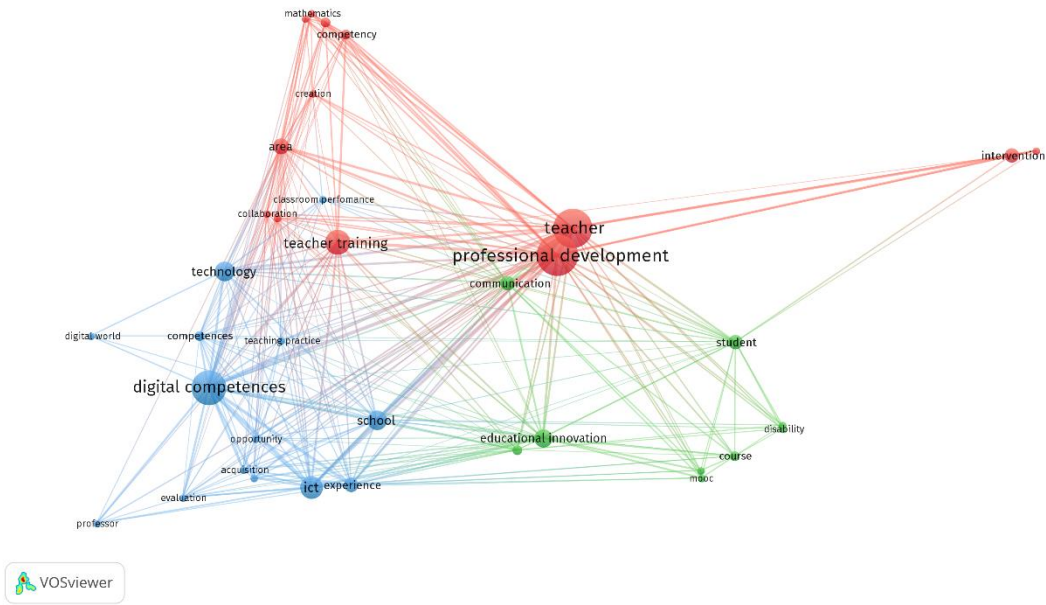 mathematics
competency
creation
area
intervention
classroom perfomance
collaboration
teacher
teacher training
professional development
technology
communication
digital world
competences
teaching practice
student
digital competences
school
disability
opportunity
educational innovation
course
acquisition
mooc
ict
experience
evaluation
professor
VOSviewer